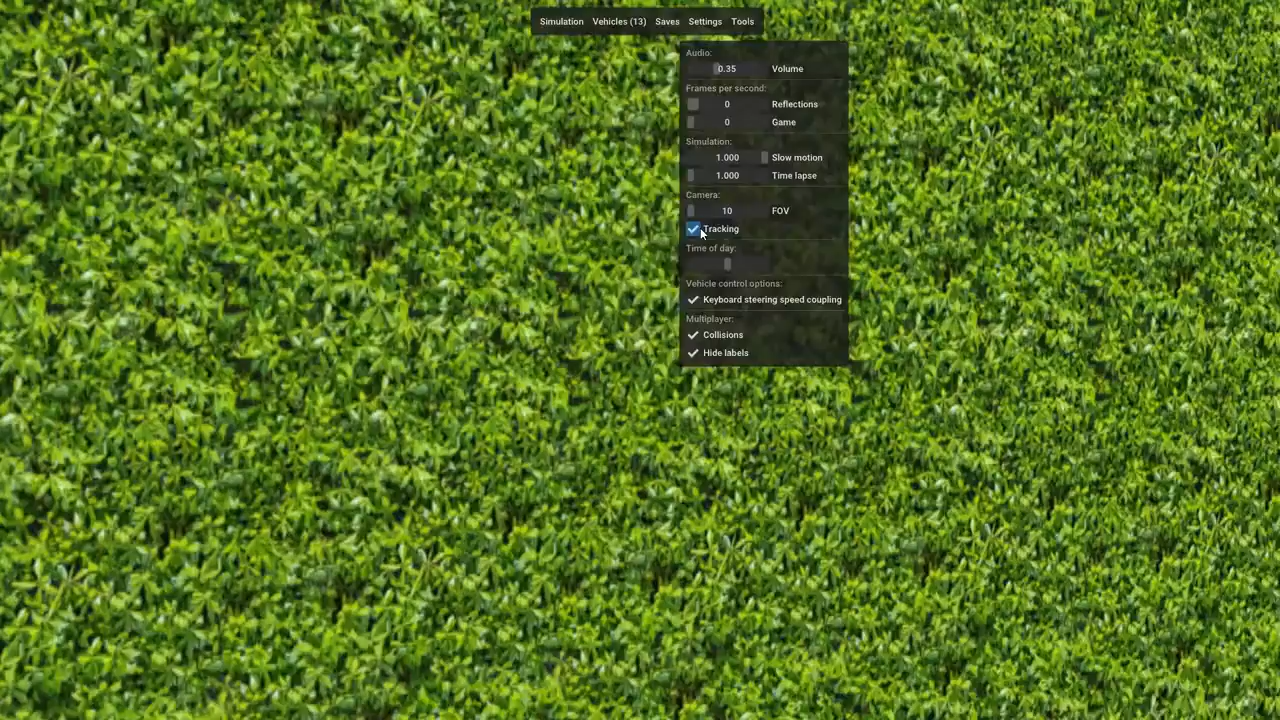 Simulation Vehicles (13) Saves Settings Tools
Audio:
0.35 Volume
Frames per second:
0 Reflections
0 Game
Simulation:
1.000 Slow motion
1.000 Time lapse
Camera:
10 FOV
Tracking
Time of day:
Vehicle control options:
Keyboard steering speed coupling
Multiplayer:
Collisions
Hide labels